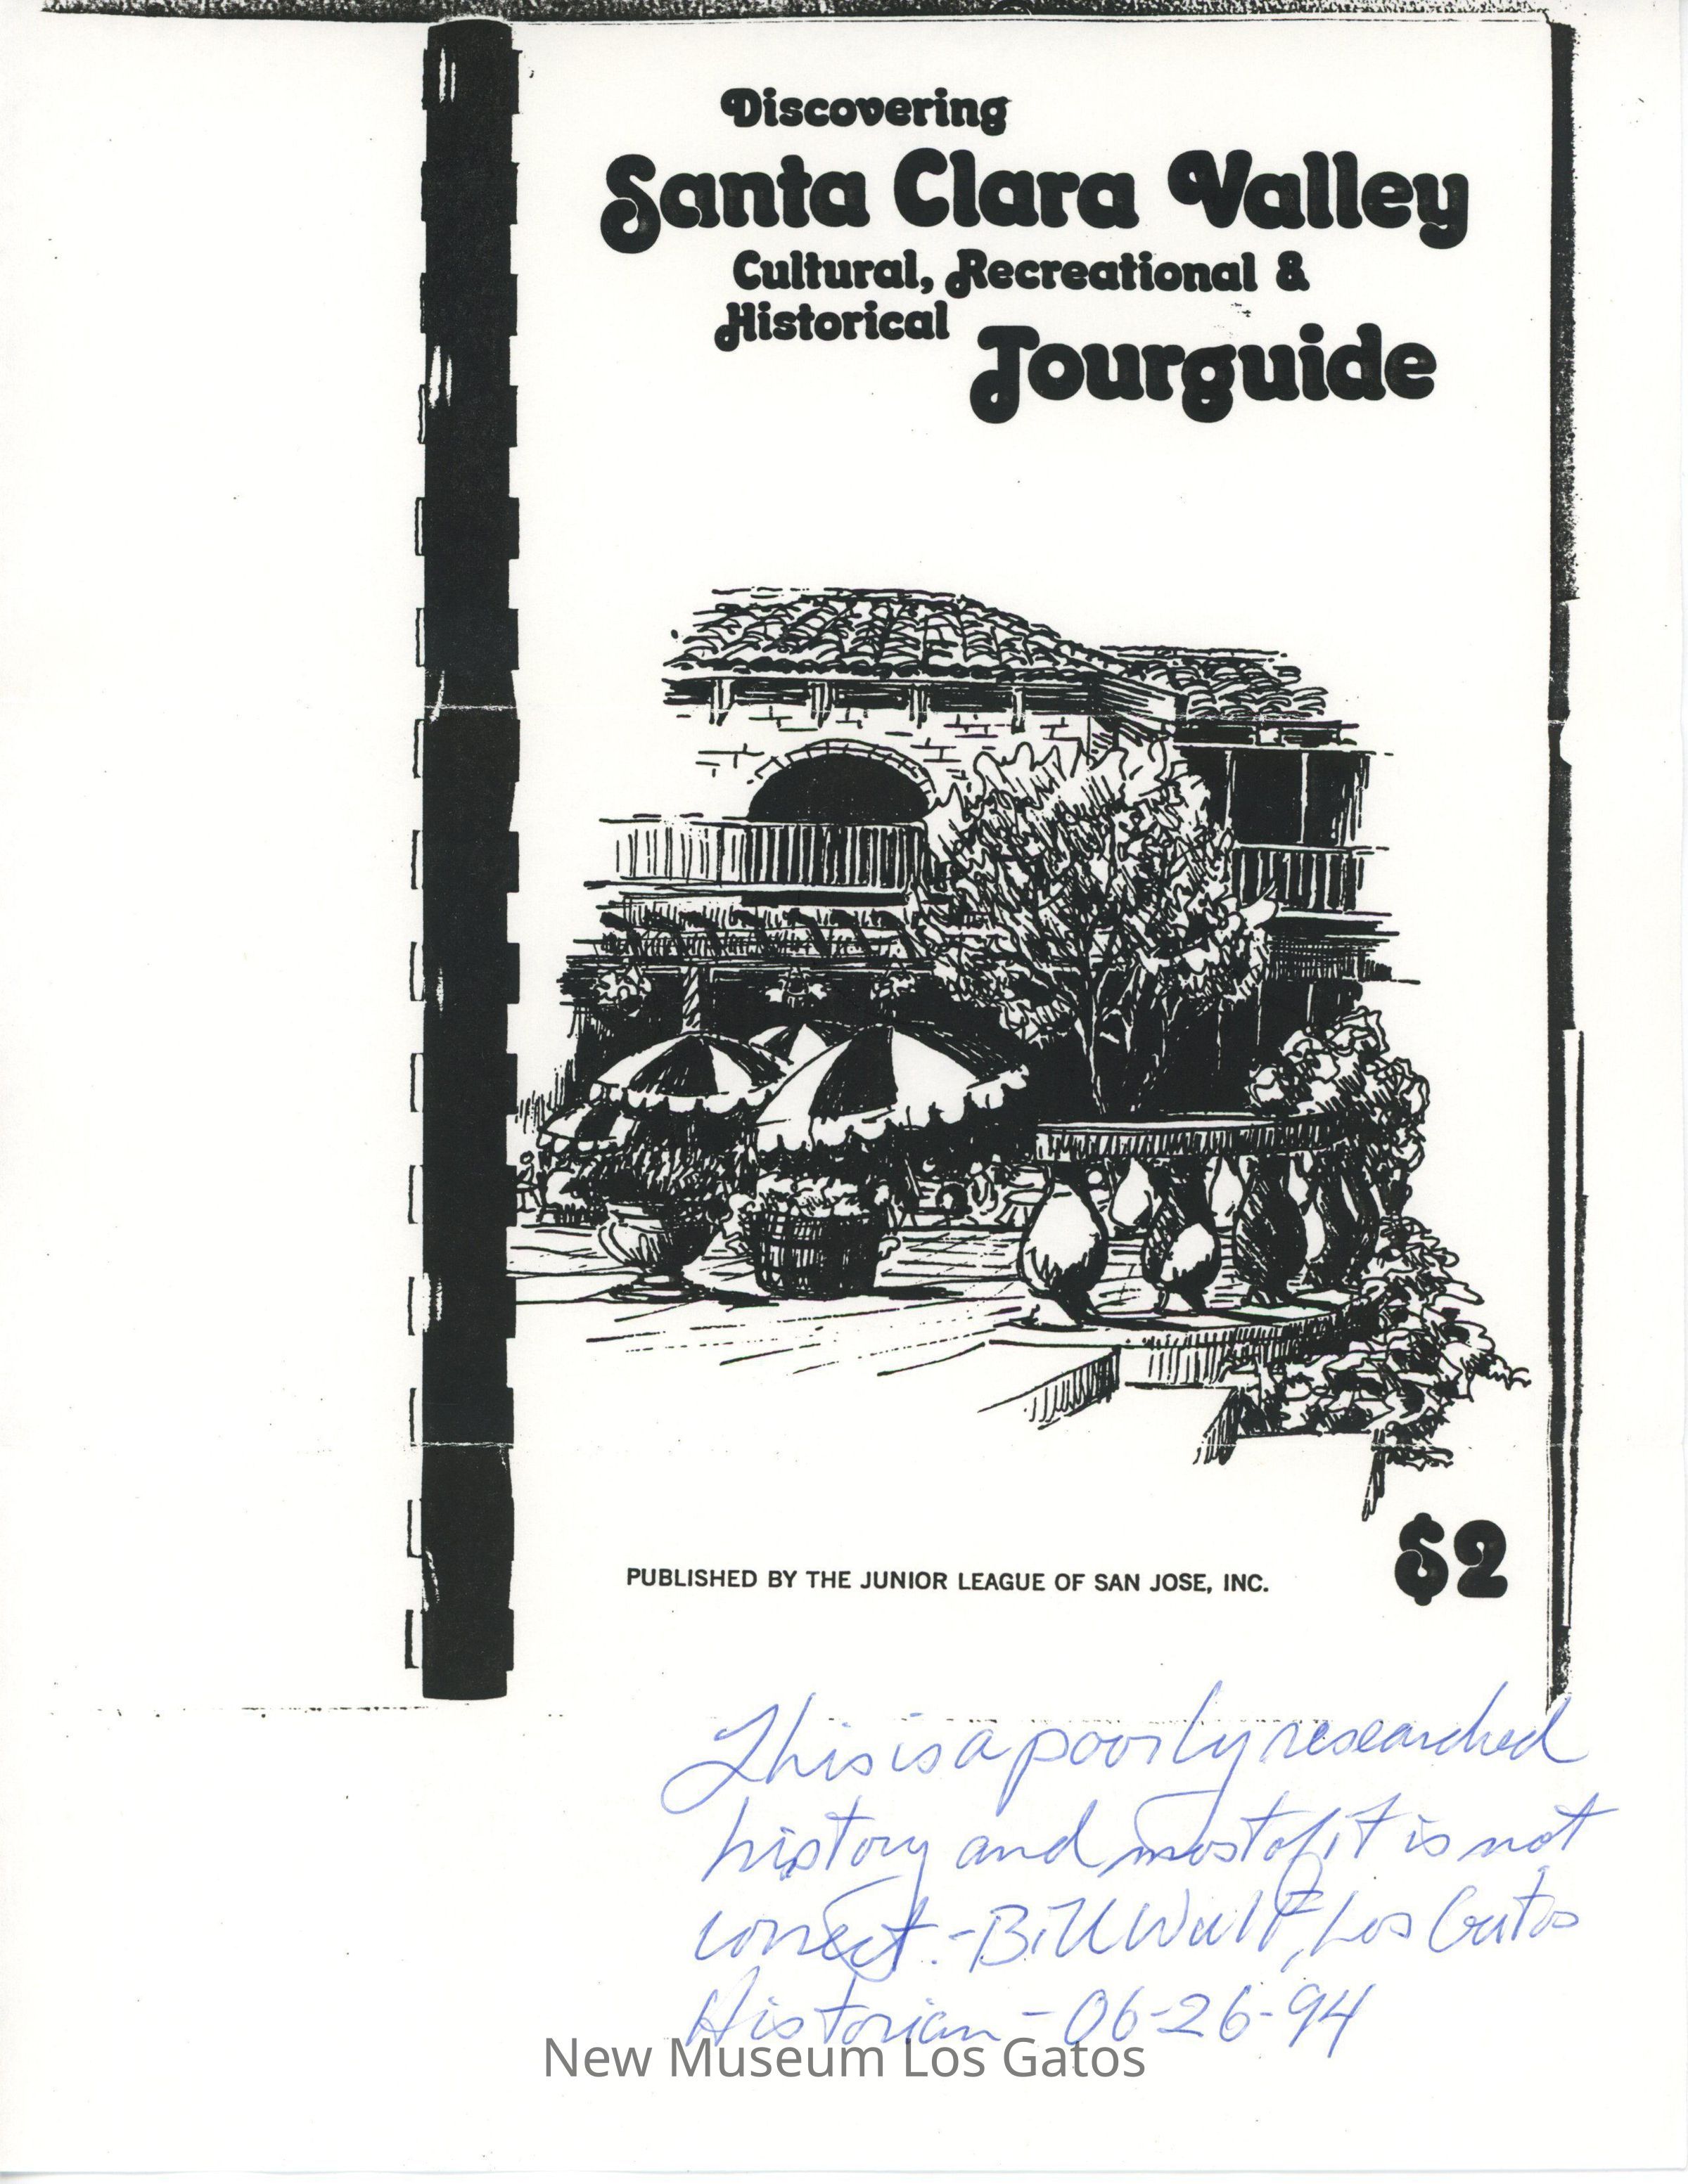 Discovering
Santa Clara Valley
Cultural, Recreational &
Historical
Tourguide
$2
PUBLISHED BY THE JUNIOR LEAGUE OF SAN JOSE, INC.
This is a poorly researched
history and most of it is not
correct.-Bill Wulf, Los Gatos
Historian - 06-26-94
New Museum Los Gatos